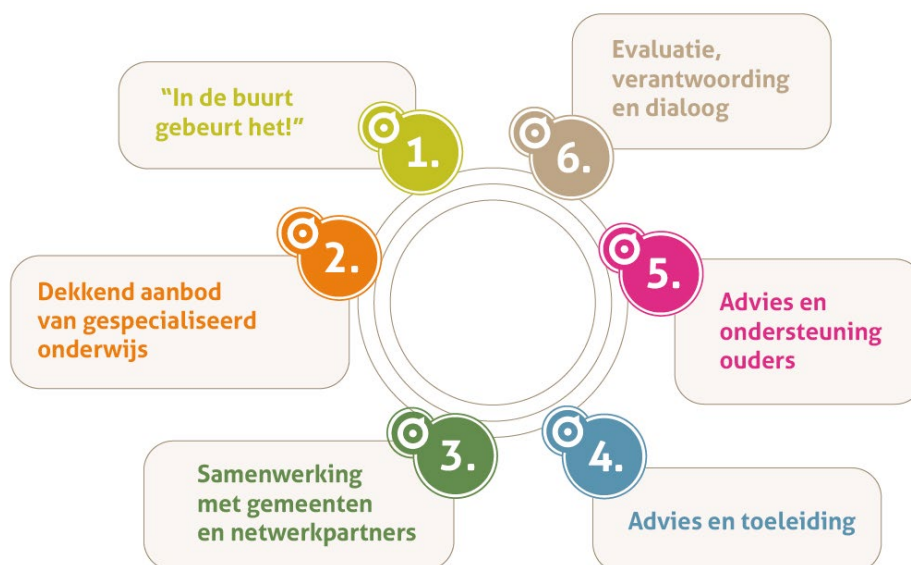 1.
“In de buurt
gebeurt het!”
2.
Dekkend aanbod
van gespecialiseerd
onderwijs
3.
Samenwerking
met gemeenten
en netwerkpartners
4.
Advies en toeleiding
5.
Advies en
ondersteuning
ouders
6.
Evaluatie,
verantwoording
en dialoog